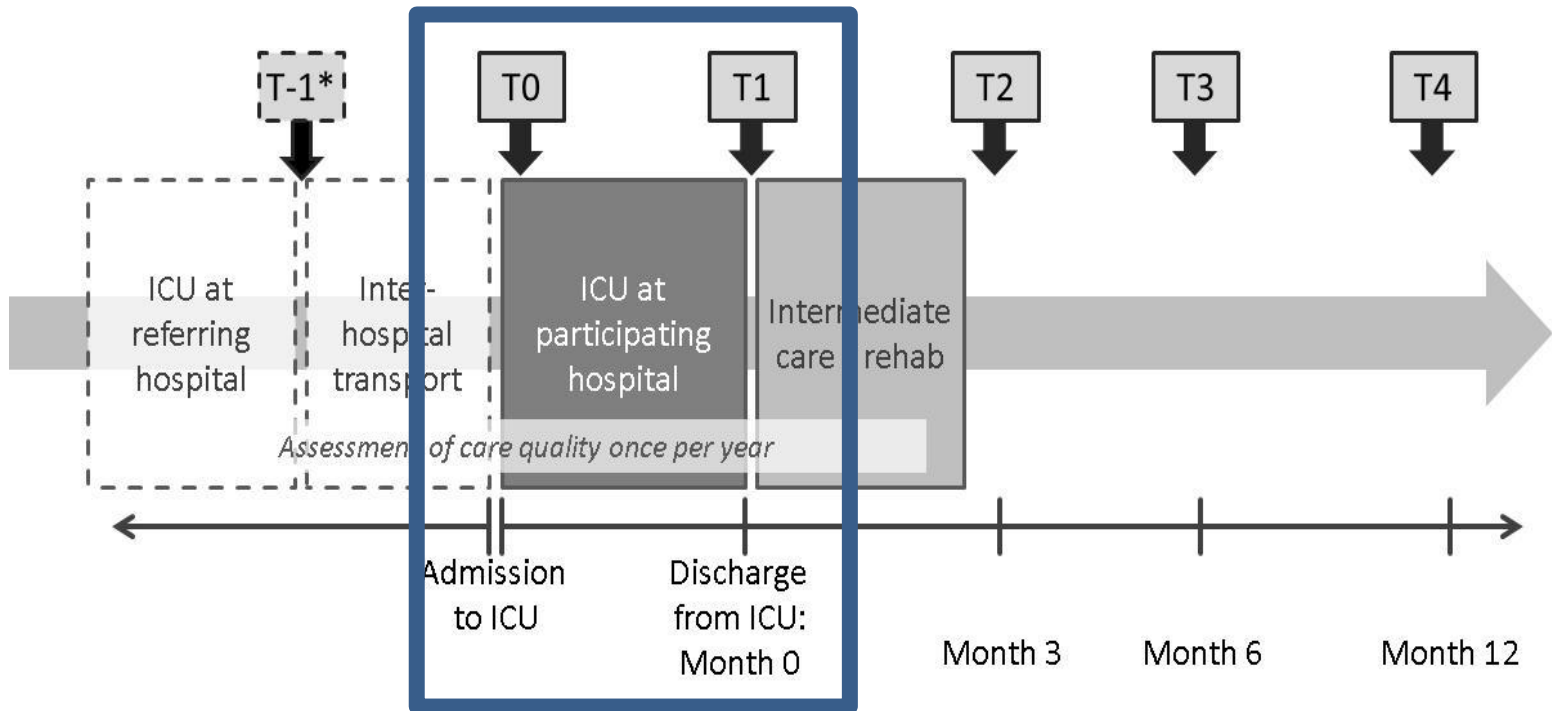 T-1*
T0
T1
T2
T3
T4
ICU at
referring
hospital
Inter-
hospital
transport
ICU at
participating
hospital
Intermediate
care rehab
Assessment of care quality once per year
Admission
to ICU
Discharge
from ICU:
Month 0
Month 3
Month 6
Month 12